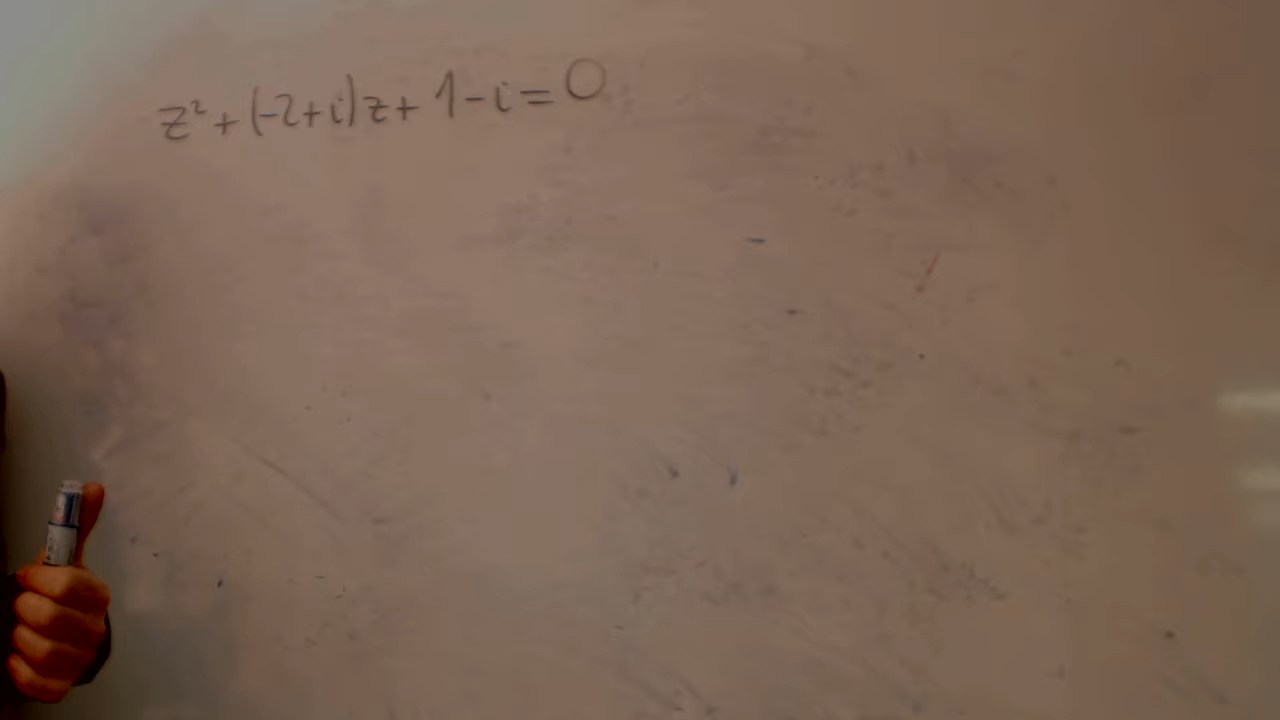 z² + (-2+i)z + 1-i = 0